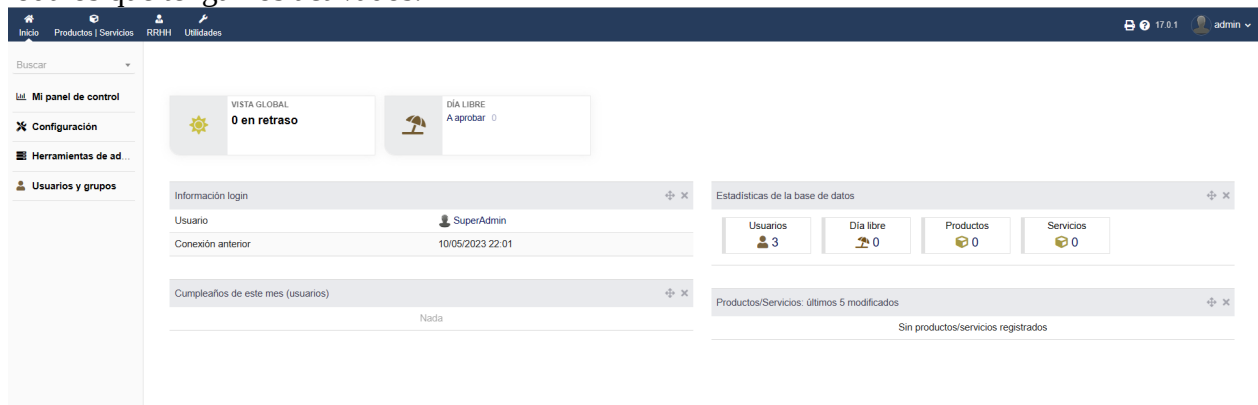 Inicio Productos | Servicios RRHH Utilidades 17.0.1 admin
Buscar
Mi panel de control
Configuración
Herramientas de ad...
Usuarios y grupos
VISTA GLOBAL
0 en retraso
DÍA LIBRE
A aprobar 0
Información login
Usuario SuperAdmin
Conexión anterior 10/05/2023 22:01
Cumpleaños de este mes (usuarios)
Nada
Estadísticas de la base de datos
Usuarios Día libre Productos Servicios
3 0 0 0
Productos/Servicios: últimos 5 modificados
Sin productos/servicios registrados